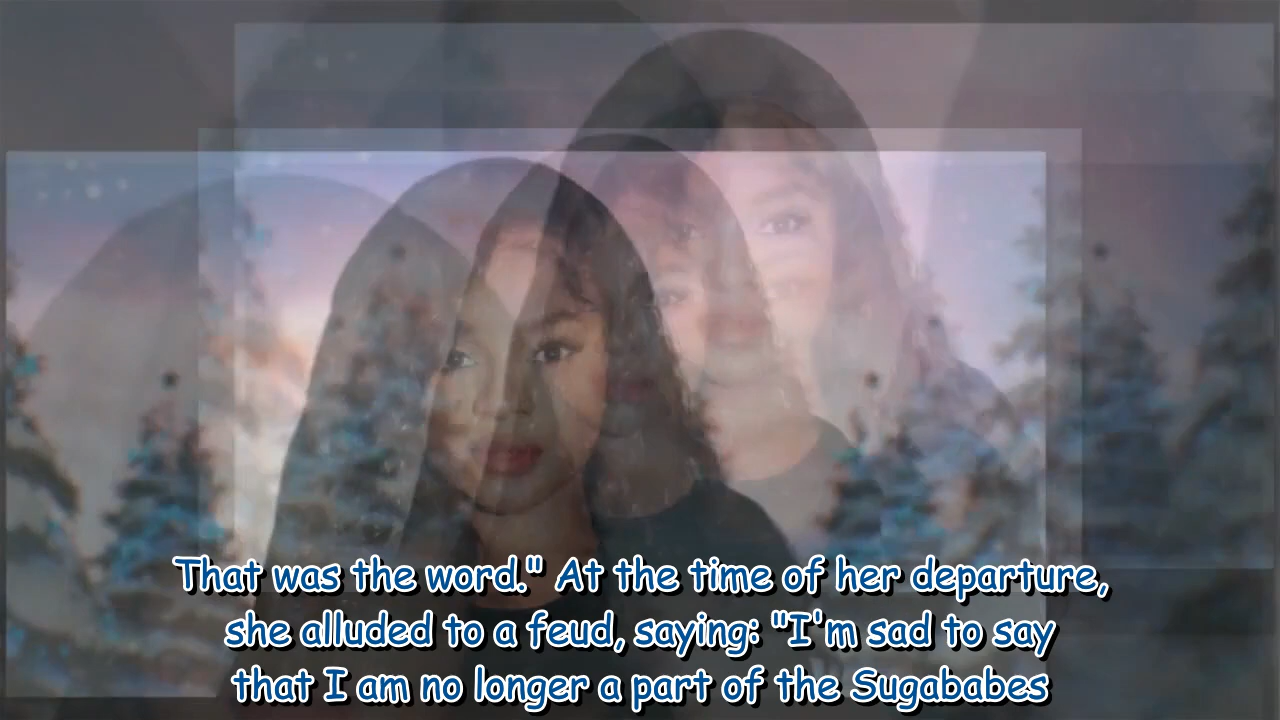 That was the word." At the time of her departure,
she alluded to a feud, saying: "I'm sad to say
that I am no longer a part of the Sugababes